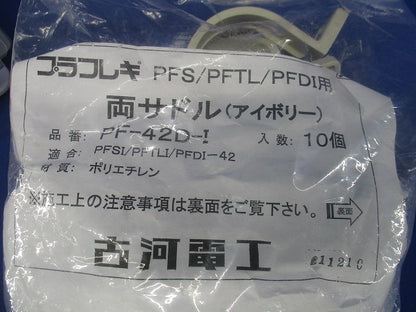 プラフレキ PFS/PFTL/PFDI用
両サドル(アイボリー)
品番: PF-42D-I 入数: 10個
適合: PFSI/PFTLI/PFDI-42
材質: ポリエチレン
※施工上の注意事項は裏面をご覧下さい。 裏面
古河電工